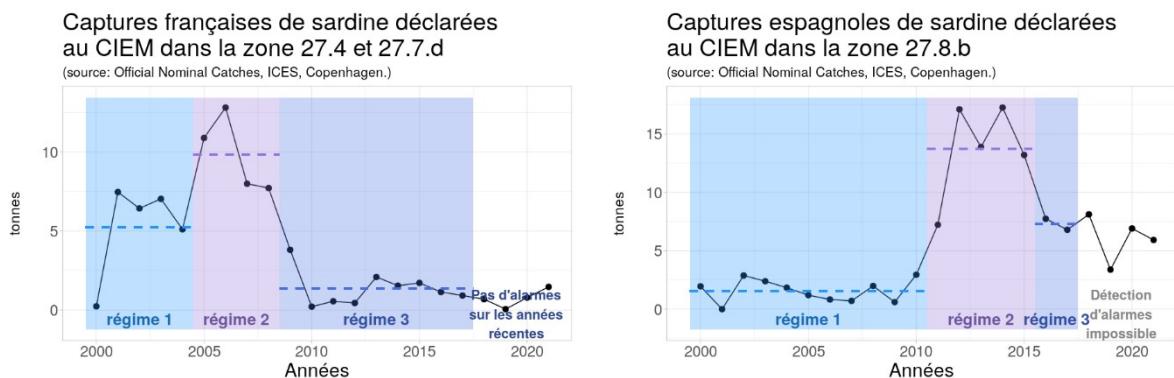 Captures françaises de sardine déclarées
au CIEM dans la zone 27.4 et 27.7.d
(source: Official Nominal Catches, ICES, Copenhagen.)
tonnes
10
5
0
régime 1
régime 2
régime 3
Pas d'alarmes
sur les années
récentes
2000
2005
2010
2015
2020
Années
Captures espagnoles de sardine déclarées
au CIEM dans la zone 27.8.b
(source: Official Nominal Catches, ICES, Copenhagen.)
tonnes
15
10
5
0
régime 1
régime 2
régime 3
Détection
d'alarmes
impossible
2000
2005
2010
2015
2020
Années